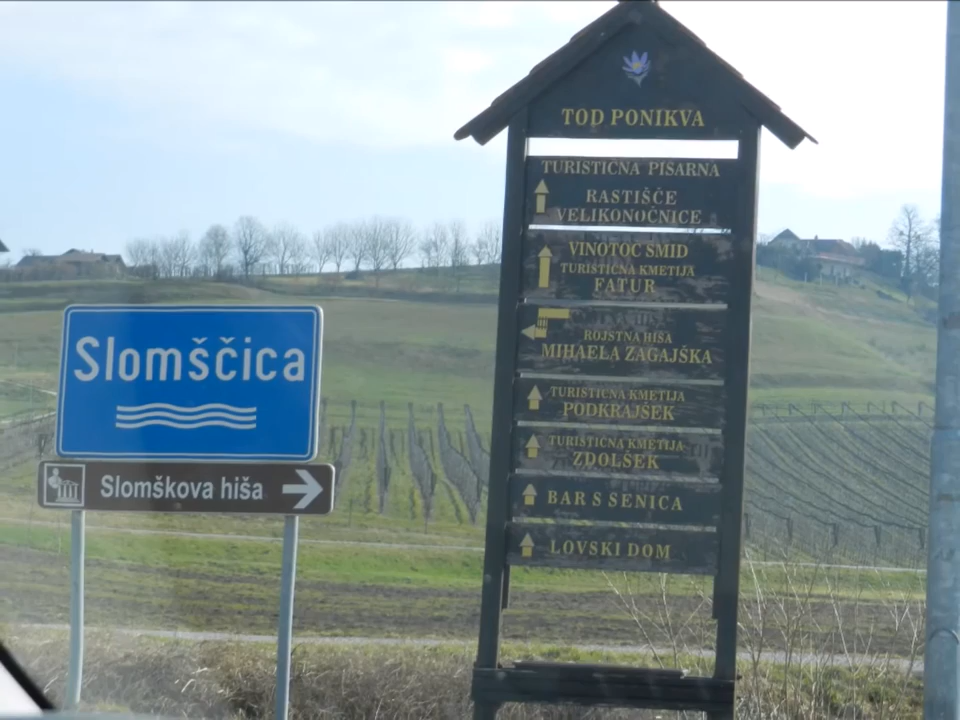 Slomščica
Slomškova hiša
TOD PONIKVA
TURISTIČNA PISARNA
RASTIŠČE
VELIKONOČNICE
VINOTOČ ŠMID
TURISTIČNA KMETIJA
FATUR
ROJSTNA HIŠA
MIHAELA ZAGAJŠKA
TURISTIČNA KMETIJA
PODKRAJŠEK
TURISTIČNA KMETIJA
ZDOLŠEK
BAR S SENICA
LOVSKI DOM